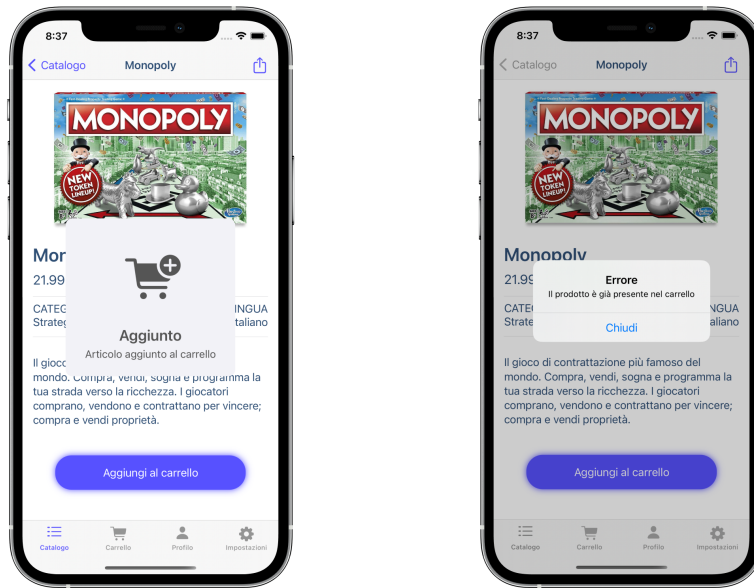 8:37
Catalogo
Monopoly
MONOPOLY
NEW
TOKEN
LINEUP!
Mon
21.99
CATEG
INGUA
Strateg
taliano
Aggiunto
Articolo aggiunto al carrello
Il gioco
mondo. Compra, vendi, sogna e programma la
tua strada verso la ricchezza. I giocatori
comprano, vendono e contrattano per vincere;
compra e vendi proprietà.
Aggiungi al carrello
Catalogo
Carrello
Profilo
Impostazioni
8:37
Catalogo
Monopoly
MONOPOLY
NEW
TOKEN
LINEUP!
Monopoly
21.99
CATE
INGUA
Strate
aliano
Errore
Il prodotto è già presente nel carrello
Chiudi
Il gioco di contrattazione più famoso del
mondo. Compra, vendi, sogna e programma la
tua strada verso la ricchezza. I giocatori
comprano, vendono e contrattano per vincere;
compra e vendi proprietà.
Aggiungi al carrello
Catalogo
Carrello
Profilo
Impostazioni